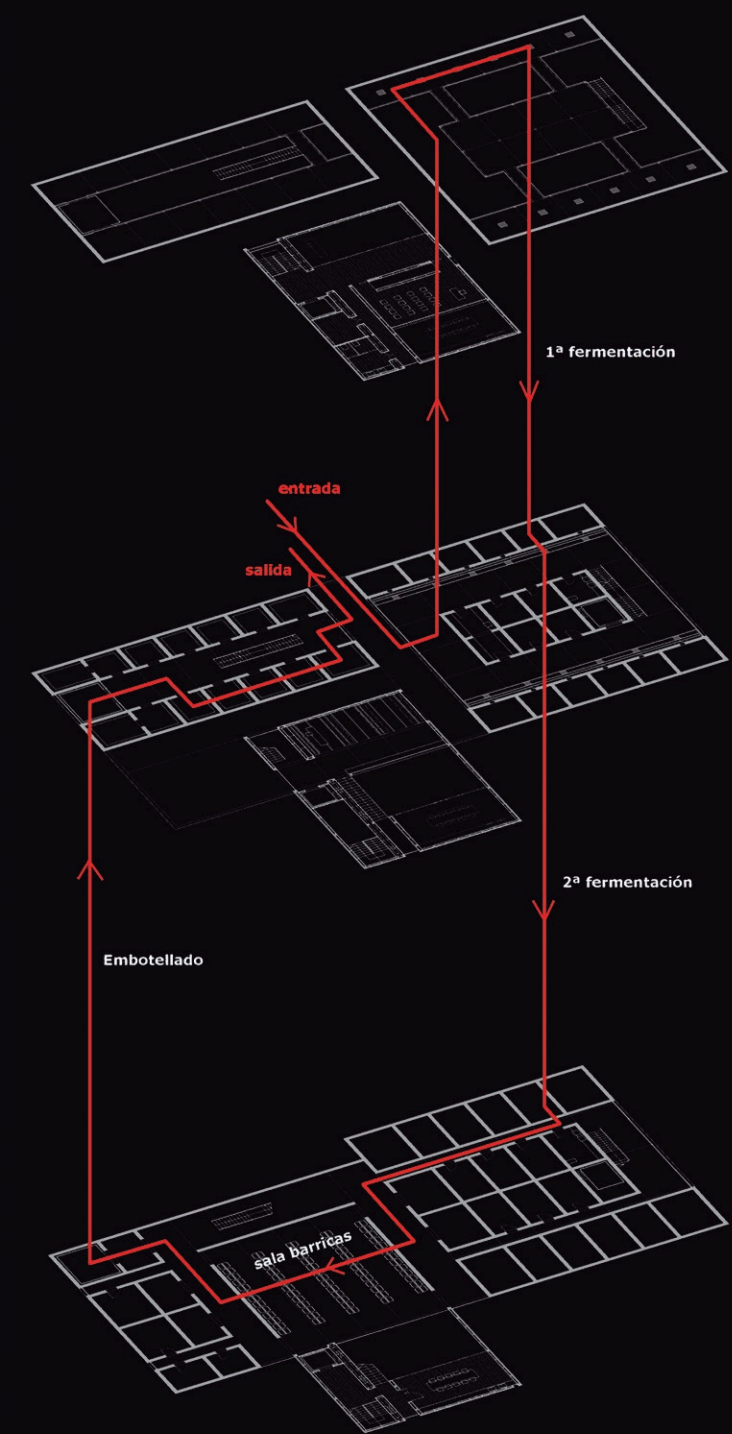 1ª fermentación
entrada
salida
2ª fermentación
Embotellado
sala barricas